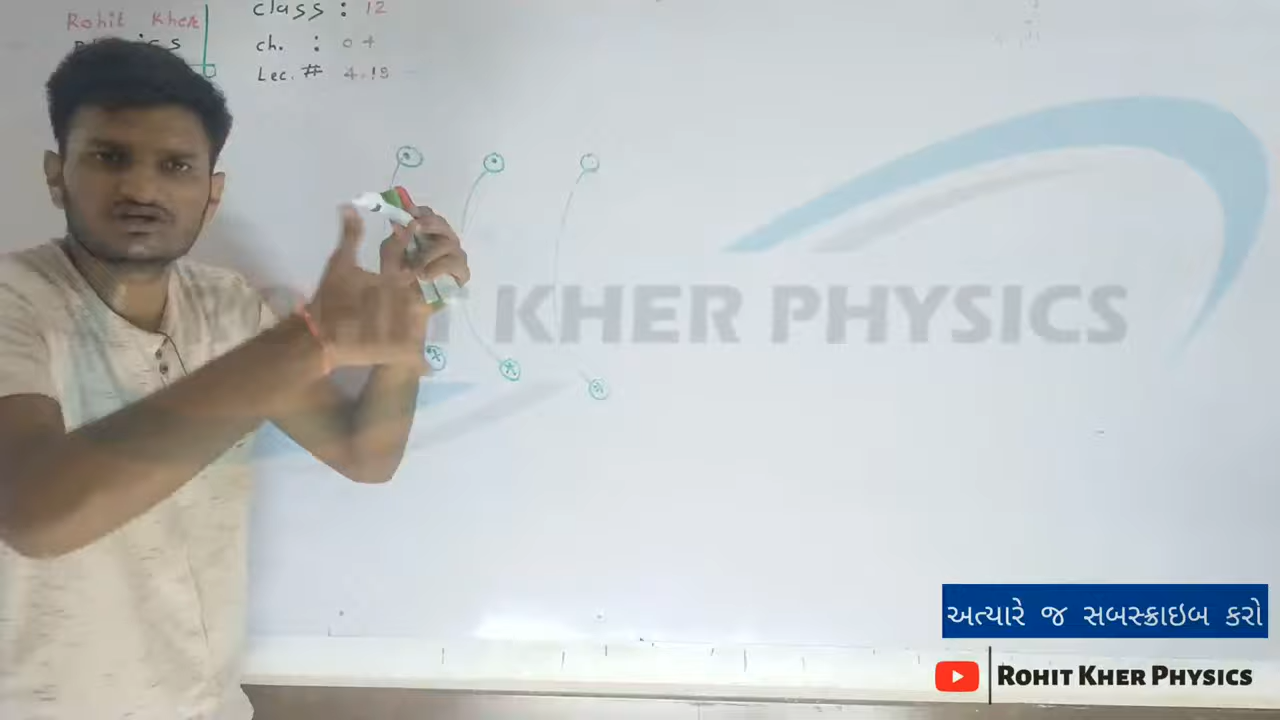 Rohit Kher
class : 12
physics
ch. : 04
Lec. # 4.19
ROHIT KHER PHYSICS
અત્યારે જ સબસ્ક્રાઇબ કરો
ROHIT KHER PHYSICS